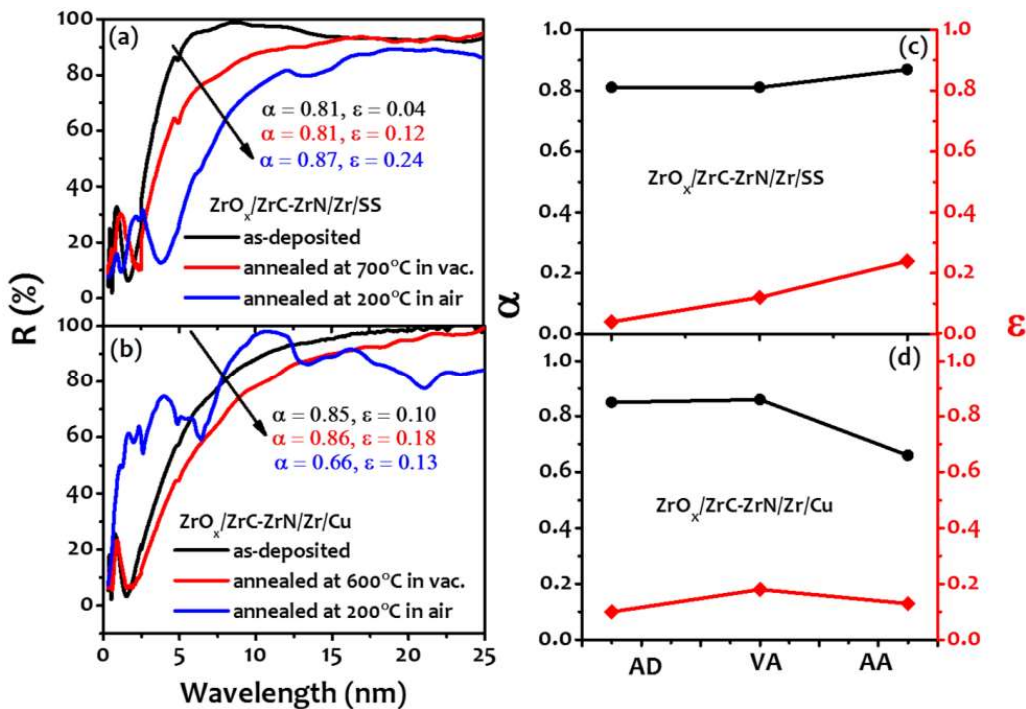 (a)
100
80
60
40
20
0
α = 0.81, ε = 0.04
α = 0.81, ε = 0.12
α = 0.87, ε = 0.24
ZrOₓ/ZrC-ZrN/Zr/SS
as-deposited
annealed at 700°C in vac.
annealed at 200°C in air
R (%)
(b)
100
80
60
40
20
0
α = 0.85, ε = 0.10
α = 0.86, ε = 0.18
α = 0.66, ε = 0.13
ZrOₓ/ZrC-ZrN/Zr/Cu
as-deposited
annealed at 600°C in vac.
annealed at 200°C in air
0 5 10 15 20 25
Wavelength (nm)
(c)
1.0
0.8
0.6
0.4
0.2
0.0
ZrOₓ/ZrC-ZrN/Zr/SS
1.0
0.8
0.6
0.4
0.2
0.0
α
ε
(d)
1.0
0.8
0.6
0.4
0.2
0.0
ZrOₓ/ZrC-ZrN/Zr/Cu
1.0
0.8
0.6
0.4
0.2
0.0
AD VA AA